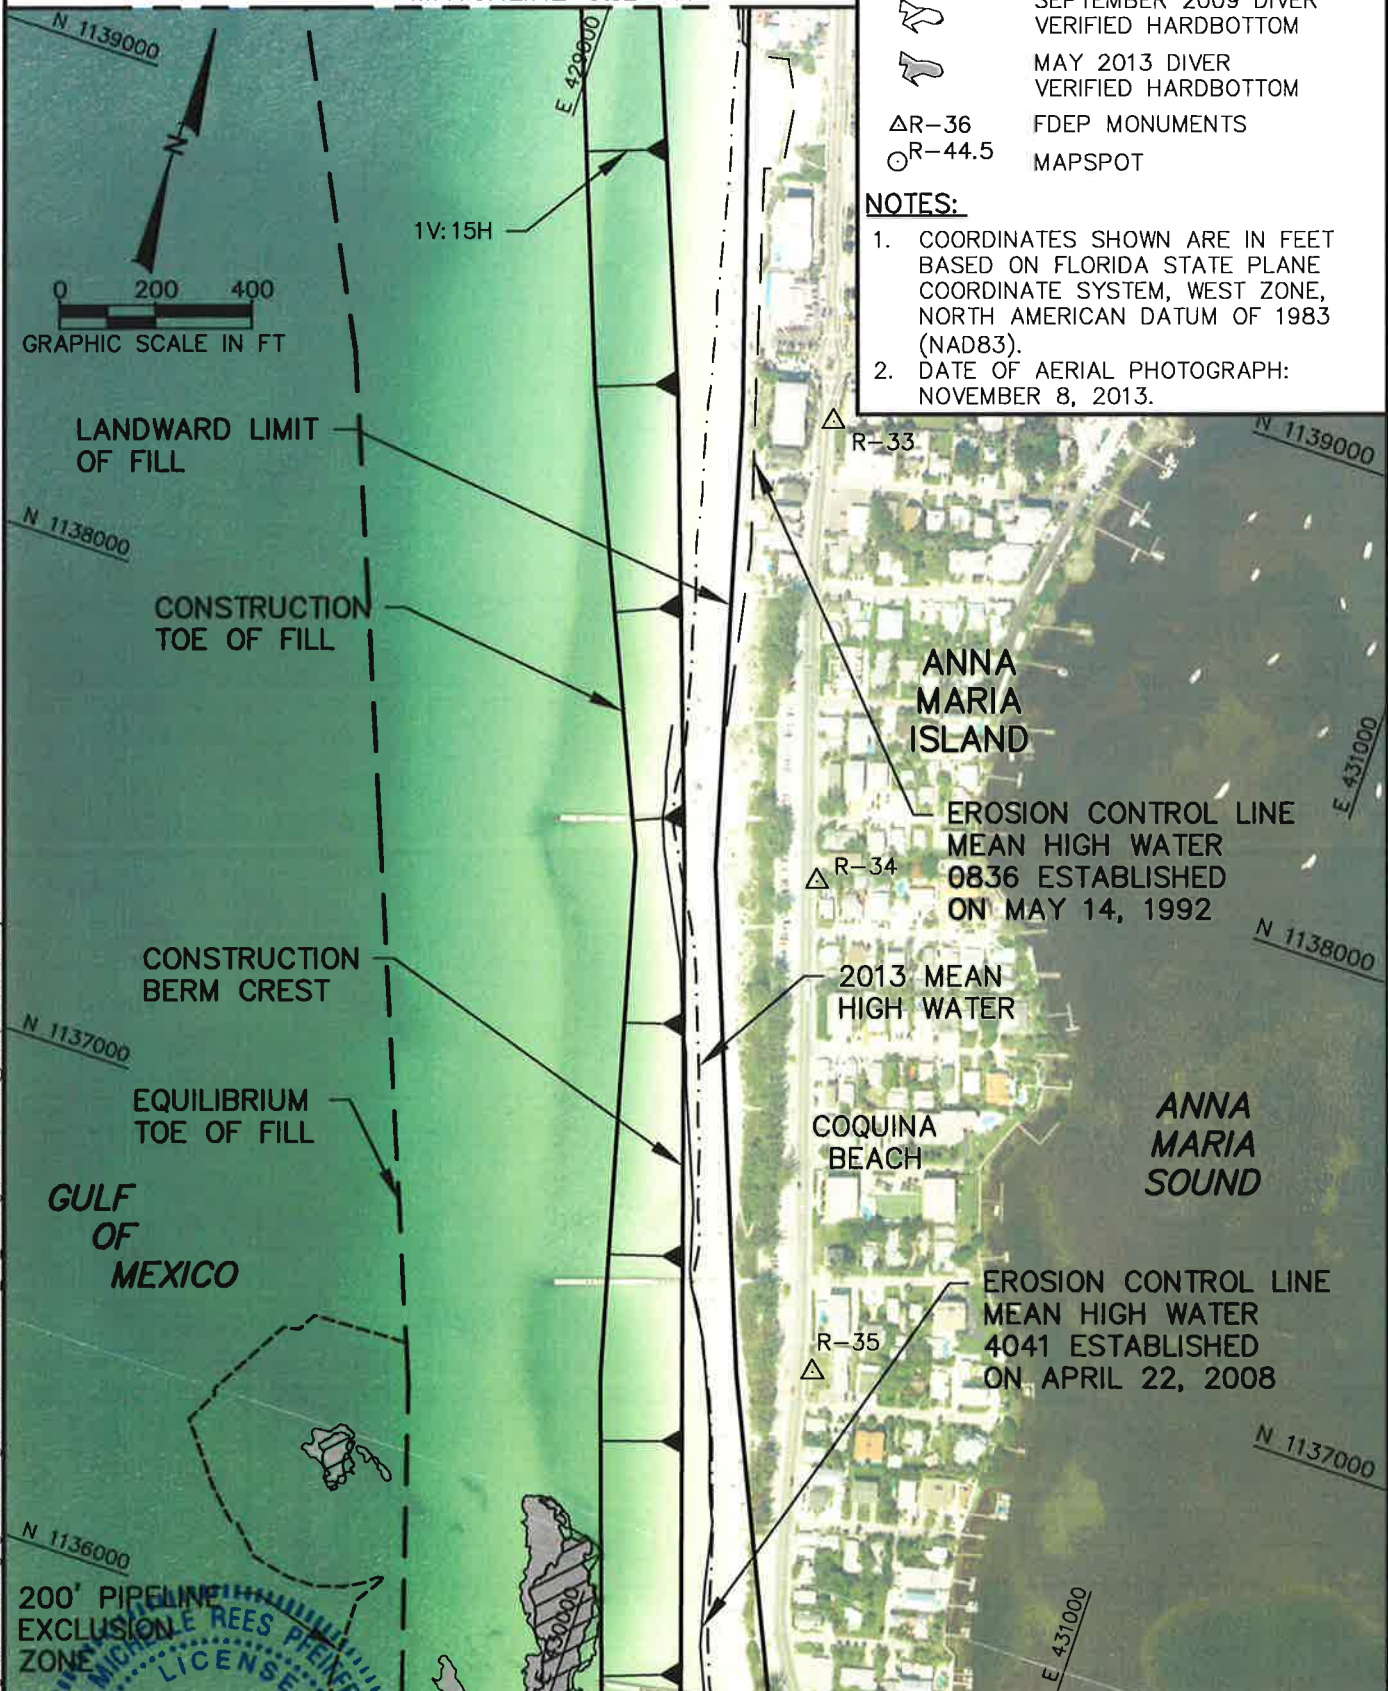 N 1139000
E 429000
SEPTEMBER 2009 DIVER
VERIFIED HARDBOTTOM
MAY 2013 DIVER
VERIFIED HARDBOTTOM
R-36 FDEP MONUMENTS
R-44.5 MAPSPOT
NOTES:
1. COORDINATES SHOWN ARE IN FEET
BASED ON FLORIDA STATE PLANE
COORDINATE SYSTEM, WEST ZONE,
NORTH AMERICAN DATUM OF 1983
(NAD83).
2. DATE OF AERIAL PHOTOGRAPH:
NOVEMBER 8, 2013.
N
1V:15H
0 200 400
GRAPHIC SCALE IN FT
LANDWARD LIMIT
OF FILL
R-33
N 1139000
N 1138000
CONSTRUCTION
TOE OF FILL
ANNA
MARIA
ISLAND
E 431000
EROSION CONTROL LINE
MEAN HIGH WATER
0836 ESTABLISHED
ON MAY 14, 1992
R-34
N 1138000
CONSTRUCTION
BERM CREST
2013 MEAN
HIGH WATER
N 1137000
EQUILIBRIUM
TOE OF FILL
COQUINA
BEACH
ANNA
MARIA
SOUND
GULF
OF
MEXICO
EROSION CONTROL LINE
MEAN HIGH WATER
4041 ESTABLISHED
ON APRIL 22, 2008
R-35
N 1137000
N 1136000
200' PIPELINE
EXCLUSION
ZONE
E 430000
E 431000
MICHELLE REES PFEIFFE
LICENSE